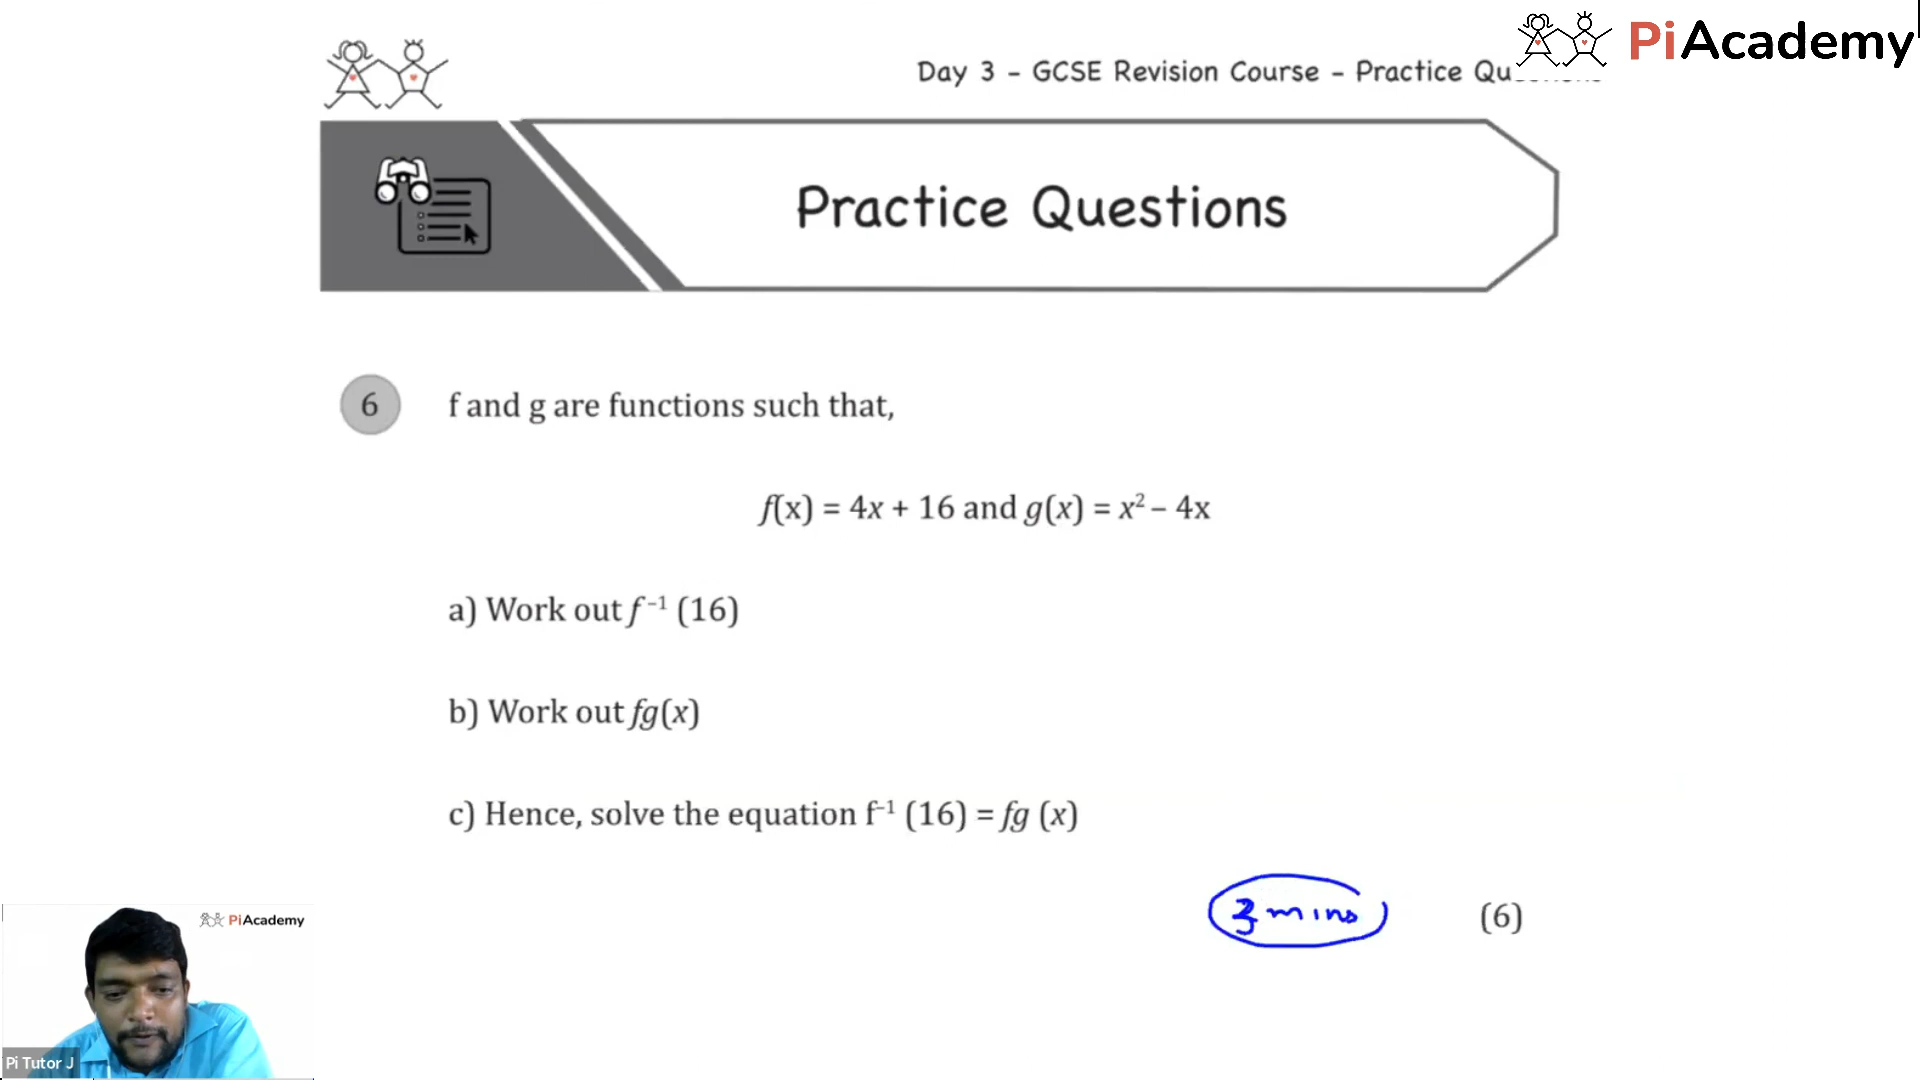 Day 3 - GCSE Revision Course - Practice
PiAcademy
Practice Questions
6
f and g are functions such that,
f(x) = 4x + 16 and g(x) = x² – 4x
a) Work out f⁻¹ (16)
b) Work out fg(x)
c) Hence, solve the equation f⁻¹ (16) = fg (x)
3 mins
(6)
PiAcademy
Pi Tutor J